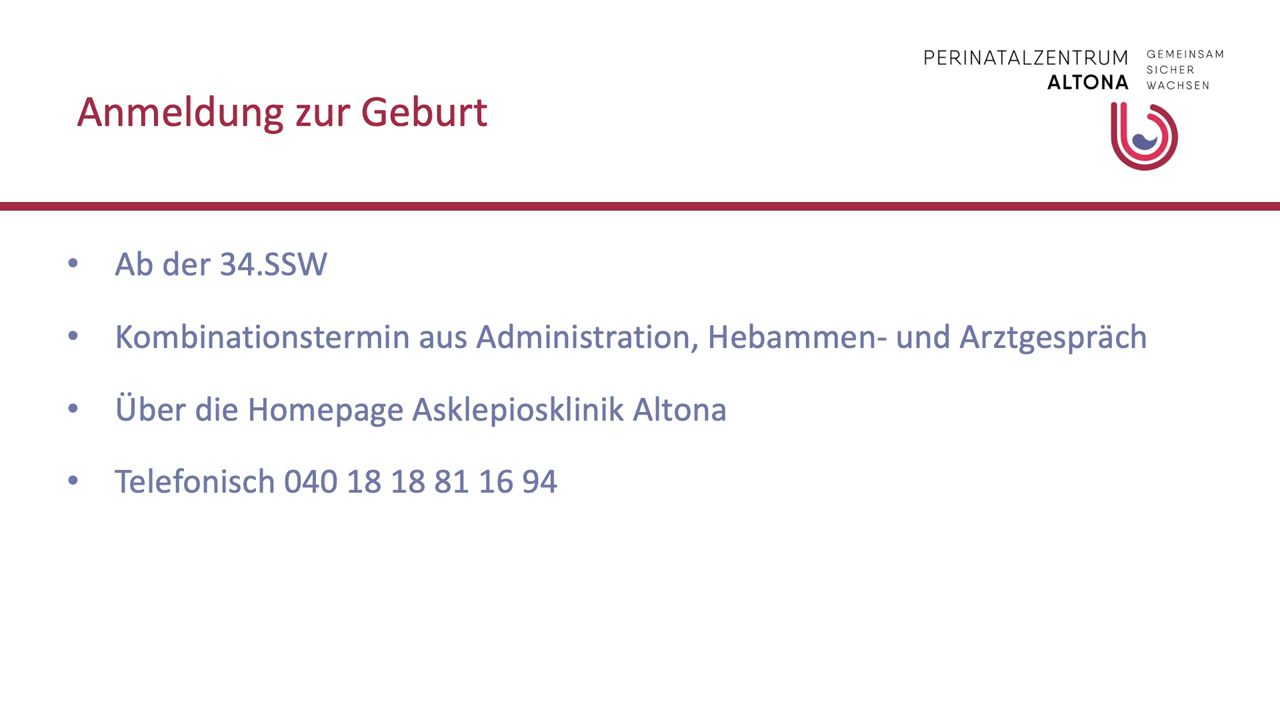 PERINATALZENTRUM
ALTONA
GEMEINSAM
SICHER
WACHSEN
Anmeldung zur Geburt
• Ab der 34.SSW
• Kombinationstermin aus Administration, Hebammen- und Arztgespräch
• Über die Homepage Asklepiosklinik Altona
• Telefonisch 040 18 18 81 16 94